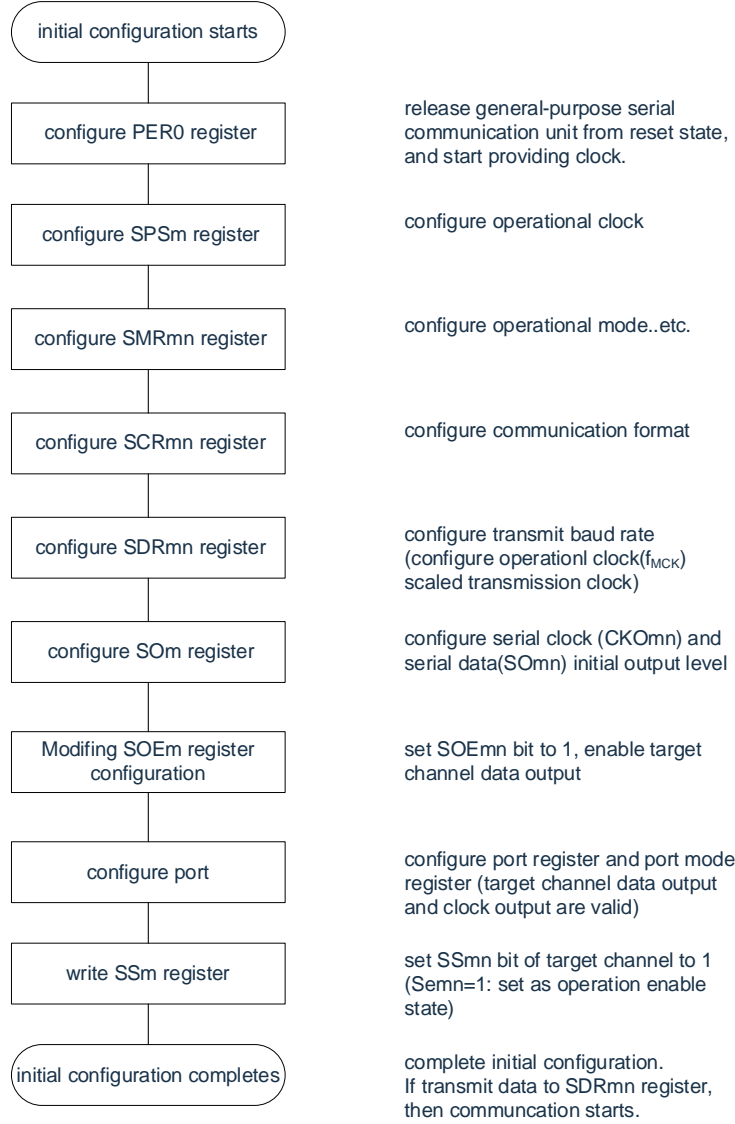 initial configuration starts
configure PER0 register
release general-purpose serial
communication unit from reset state,
and start providing clock.
configure SPSm register
configure operational clock
configure SMRmn register
configure operational mode..etc.
configure SCRmn register
configure communication format
configure SDRmn register
configure transmit baud rate
(configure operationl clock(fMCK)
scaled transmission clock)
configure SOm register
configure serial clock (CKOmn) and
serial data(SOmn) initial output level
Modifing SOEm register
configuration
set SOEmn bit to 1, enable target
channel data output
configure port
configure port register and port mode
register (target channel data output
and clock output are valid)
write SSm register
set SSmn bit of target channel to 1
(Semn=1: set as operation enable
state)
initial configuration completes
complete initial configuration.
If transmit data to SDRmn register,
then communcation starts.